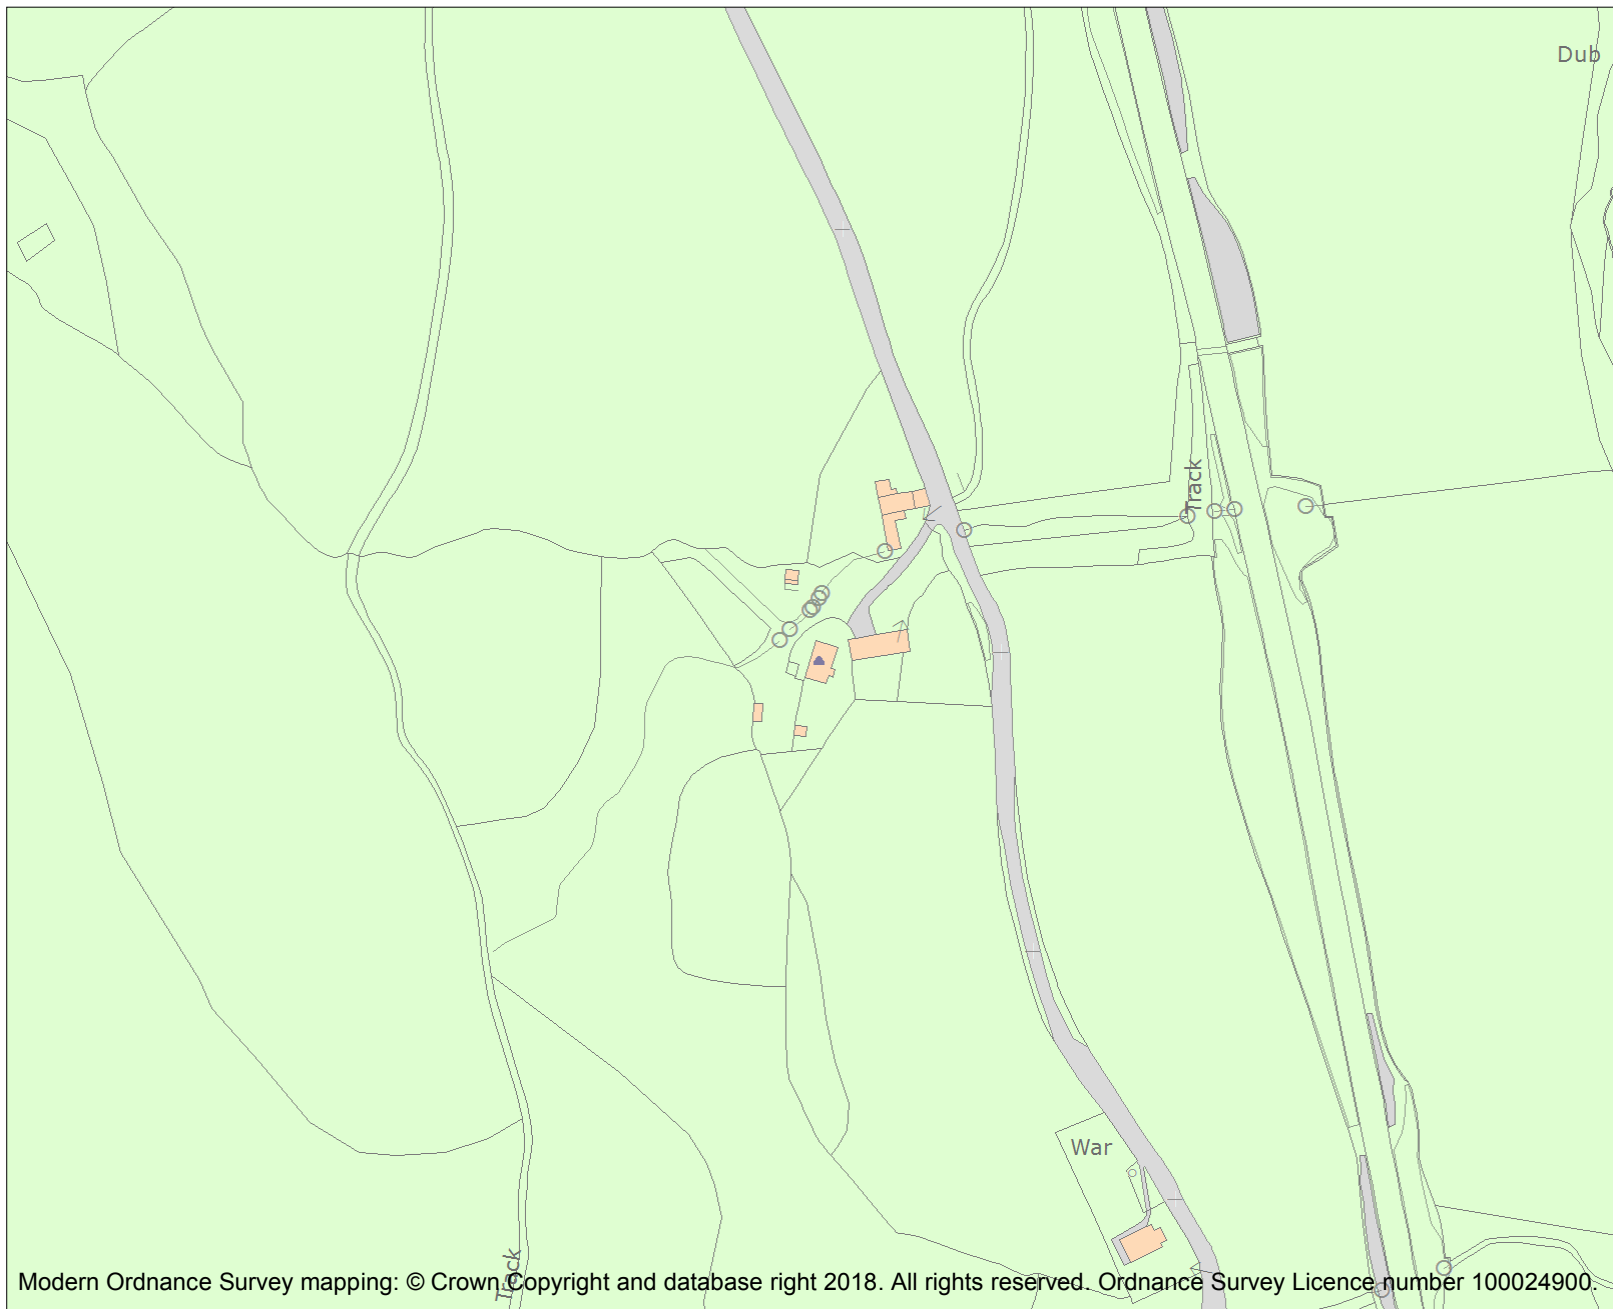 Dub
Track
War
Track
Modern Ordnance Survey mapping: © Crown Copyright and database right 2018. All rights reserved. Ordnance Survey Licence number 100024900.